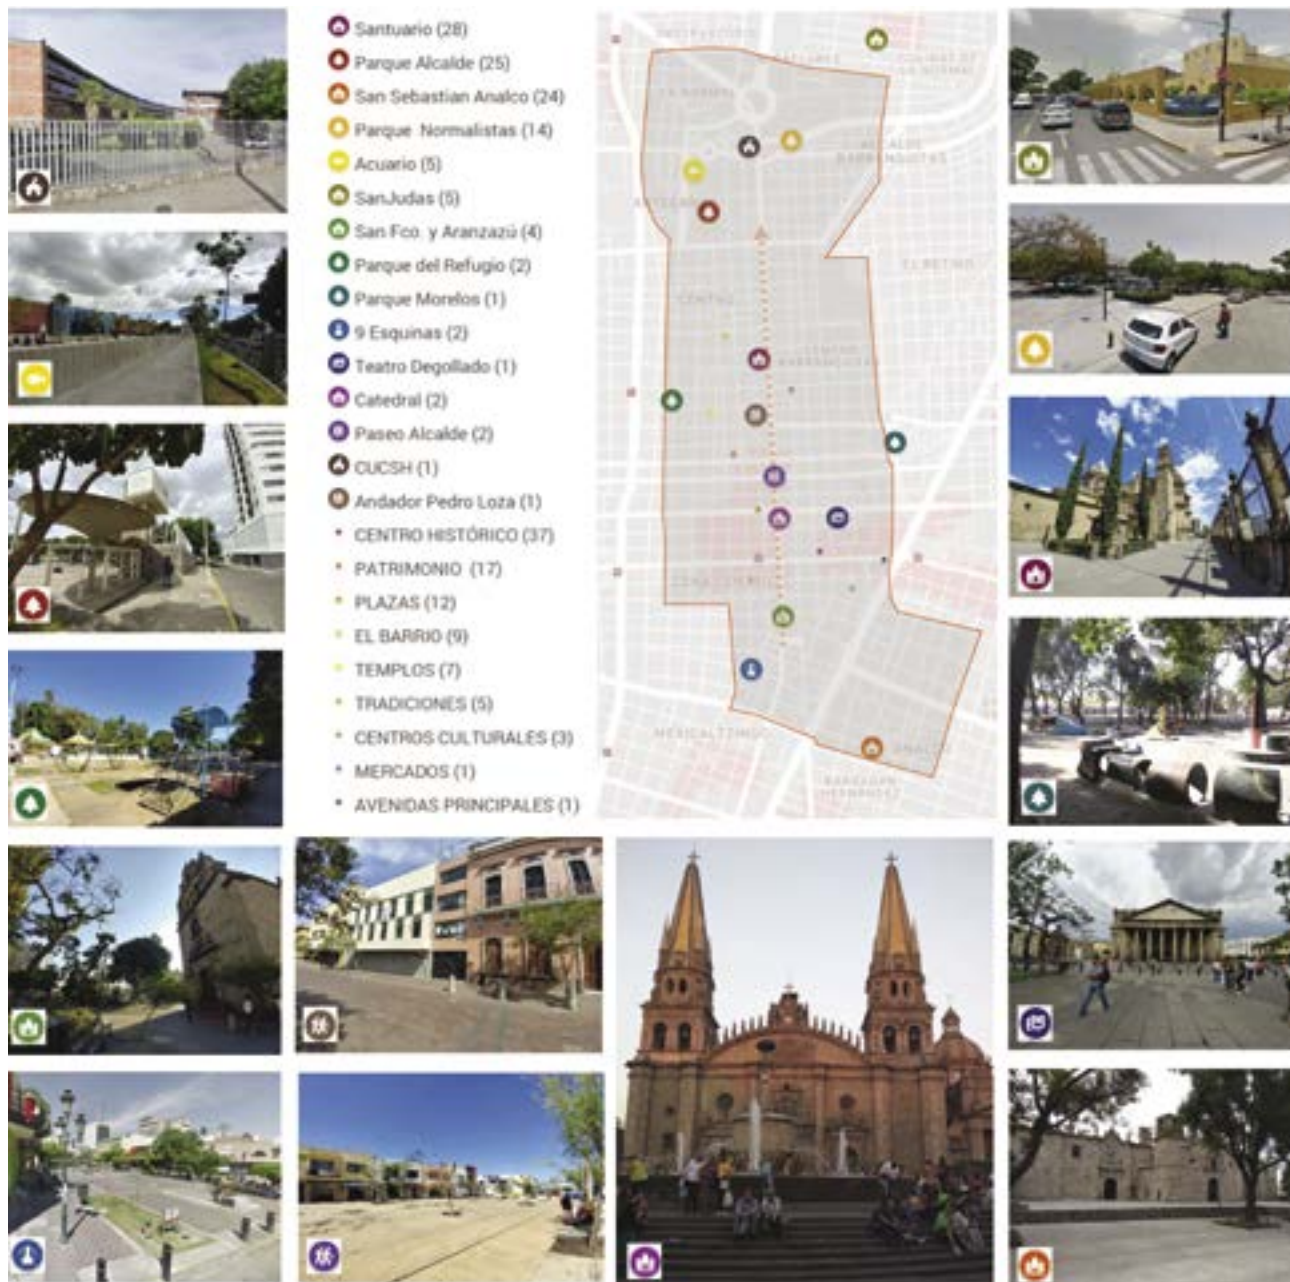 Santuario (28)
Parque Alcalde (25)
San Sebastian Analco (24)
Parque Normalistas (14)
Acuario (5)
SanJudas (5)
San Fco. y Aranzazú (4)
Parque del Refugio (2)
Parque Morelos (1)
9 Esquinas (2)
Teatro Degollado (1)
Catedral (2)
Paseo Alcalde (2)
CUCSH (1)
Andador Pedro Loza (1)
CENTRO HISTÓRICO (37)
PATRIMONIO (17)
PLAZAS (12)
EL BARRIO (9)
TEMPLOS (7)
TRADICIONES (5)
CENTROS CULTURALES (3)
MERCADOS (1)
AVENIDAS PRINCIPALES (1)
LA NORMAL
ALCALDE
BARRANQUITAS
EL RETIRO
CENTRO
MEXICALTZINGO
ANALCO